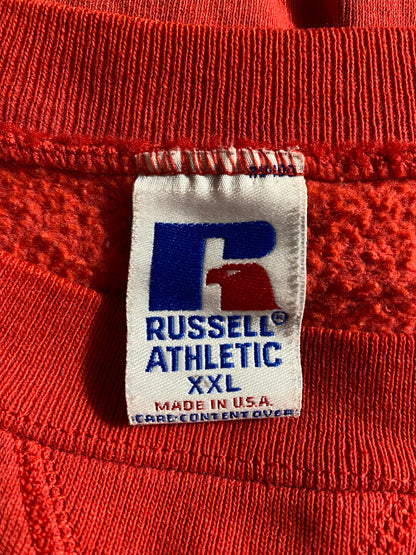 R
RUSSELL®
ATHLETIC
XXL
MADE IN U.S.A.
CARE-CONTENT OVER